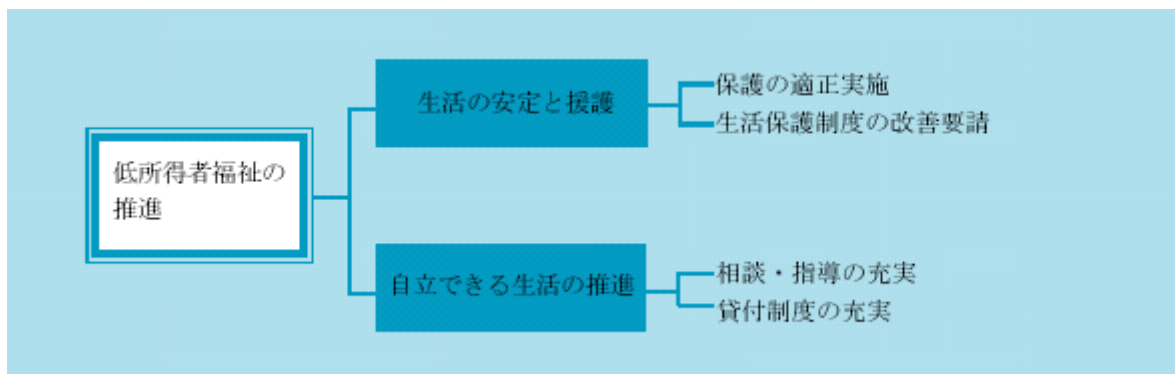 低所得者福祉の
推進
生活の安定と援護
保護の適正実施
生活保護制度の改善要請
自立できる生活の推進
相談・指導の充実
貸付制度の充実